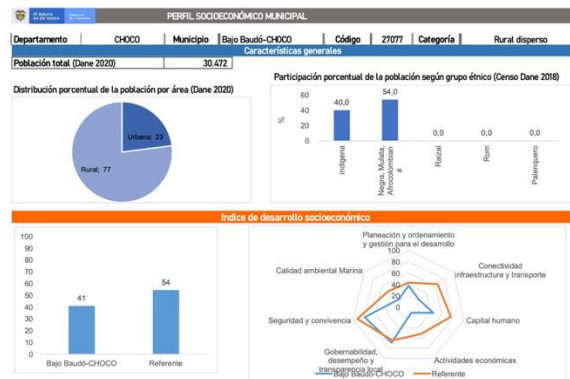 El futuro
es de todos
PERFIL SOCIOECONÓMICO MUNICIPAL
Departamento CHOCO Municipio Bajo Baudó-CHOCO Código 27077 Categoría Rural disperso
Características generales
Población total (Dane 2020) 30.472
Distribución porcentual de la población por área (Dane 2020)
Urbana; 23
Rural; 77
Participación porcentual de la población según grupo étnico (Censo Dane 2018)
%
60
40
20
0
40,0
54,0
0,0
0,0
0,0
Indígena
Negra, Mulata,
Afrocolombian
a
Raizal
Rom
Palenquero
Indice de desarrollo socioeconómico
100
90
80
70
60
50
40
30
20
10
0
41
54
Bajo Baudó-CHOCO
Referente
Planeación y ordenamiento
y gestión para el desarrollo
100
80
60
40
20
0
Conectividad
infraestructura y transporte
Capital humano
Actividades económicas
Gobernabilidad,
desempeño y
transparencia local
Seguridad y convivencia
Calidad ambiental Marina
Bajo Baudó-CHOCO
Referente